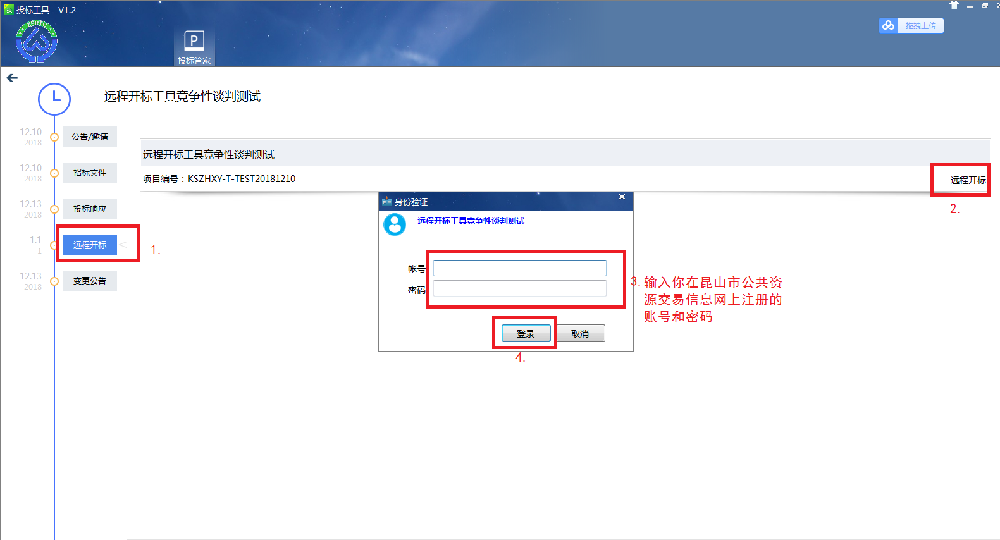 投标工具 - V1.2
拖拽上传
ZPRTC
P
投标管家
远程开标工具竞争性谈判测试
12.10
2018
公告/邀请
12.10
2018
招标文件
12.13
2018
投标响应
1.1
1
远程开标
1.
12.13
2018
变更公告
远程开标工具竞争性谈判测试
项目编号：KSZHXY-T-TEST20181210
远程开标
2.
身份验证
远程开标工具竞争性谈判测试
帐号
密码
3.输入你在昆山市公共资
源交易信息网上注册的
账号和密码
登录
取消
4.